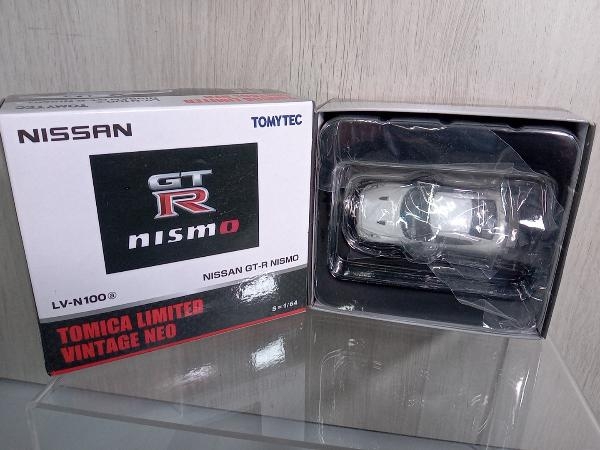 NISSAN
TOMYTEC
GT
R
nismo
NISSAN GT-R NISMO
LV-N100 ⓐ
S=1/64
TOMICA LIMITED
VINTAGE NEO